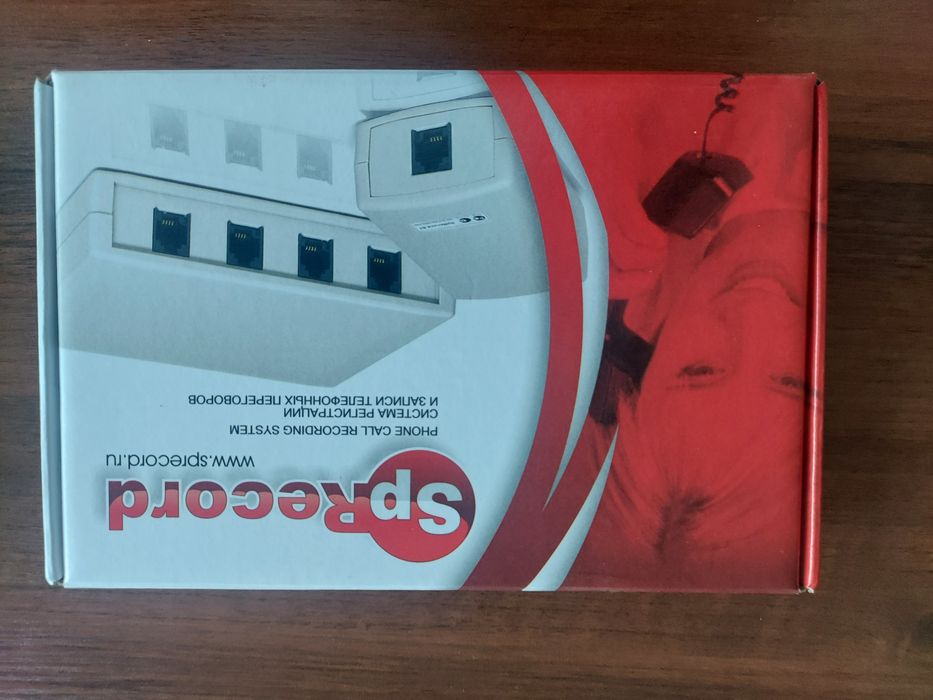 SpRecord
www.sprecord.ru
PHONE CALL RECORDING SYSTEM
СИСТЕМА РЕГИСТРАЦИИ
И ЗАПИСИ ТЕЛЕФОННЫХ ПЕРЕГОВОРОВ